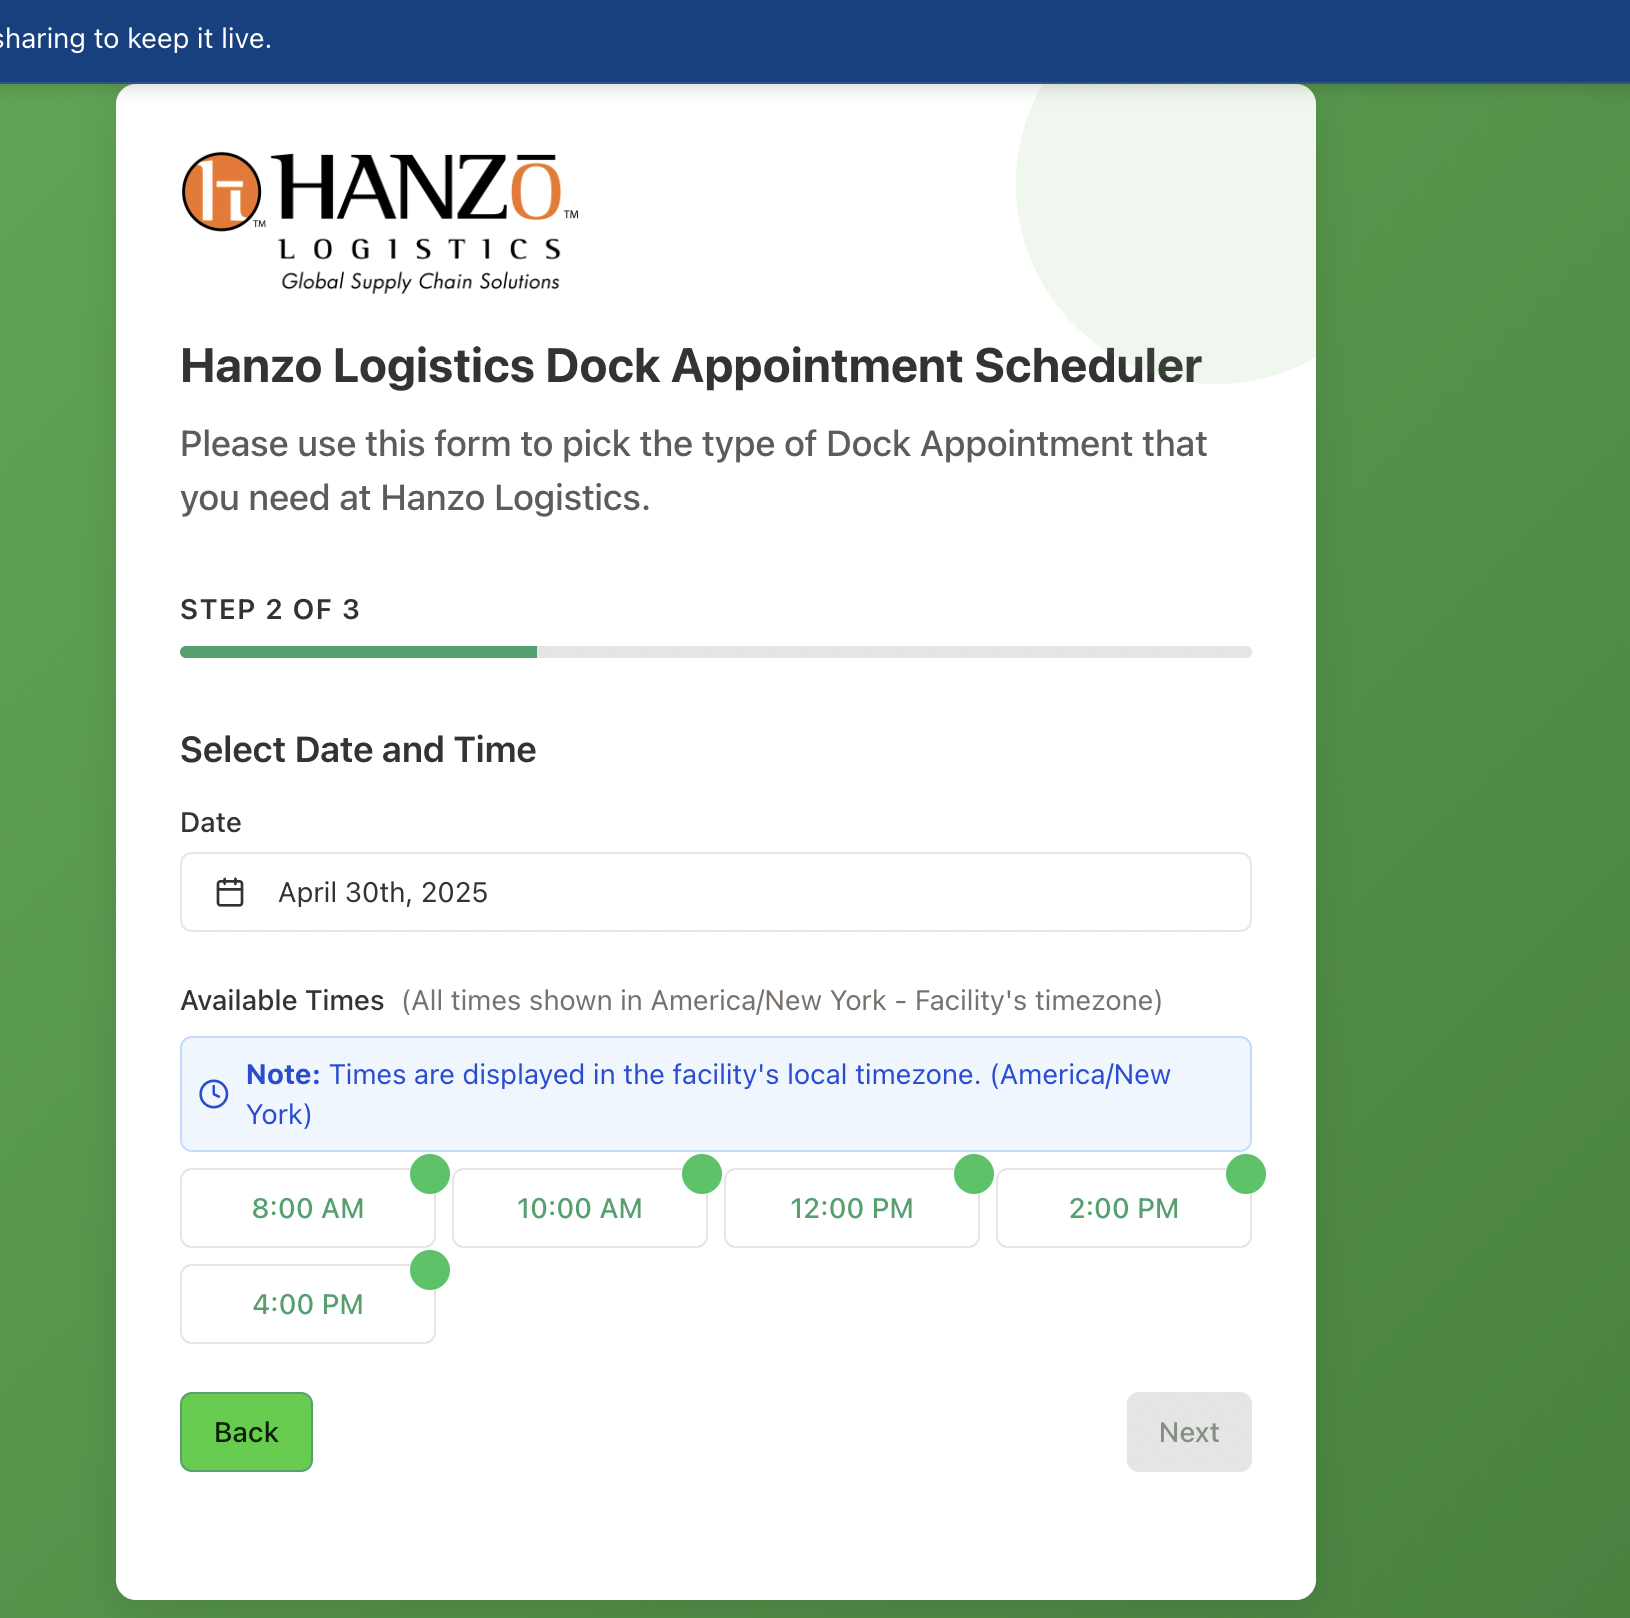 sharing to keep it live.
HANZŌ™
LOGISTICS
Global Supply Chain Solutions
Hanzo Logistics Dock Appointment Scheduler
Please use this form to pick the type of Dock Appointment that
you need at Hanzo Logistics.
STEP 2 OF 3
Select Date and Time
Date
April 30th, 2025
Available Times (All times shown in America/New York - Facility's timezone)
Note: Times are displayed in the facility's local timezone. (America/New
York)
8:00 AM 10:00 AM 12:00 PM 2:00 PM
4:00 PM
Back Next